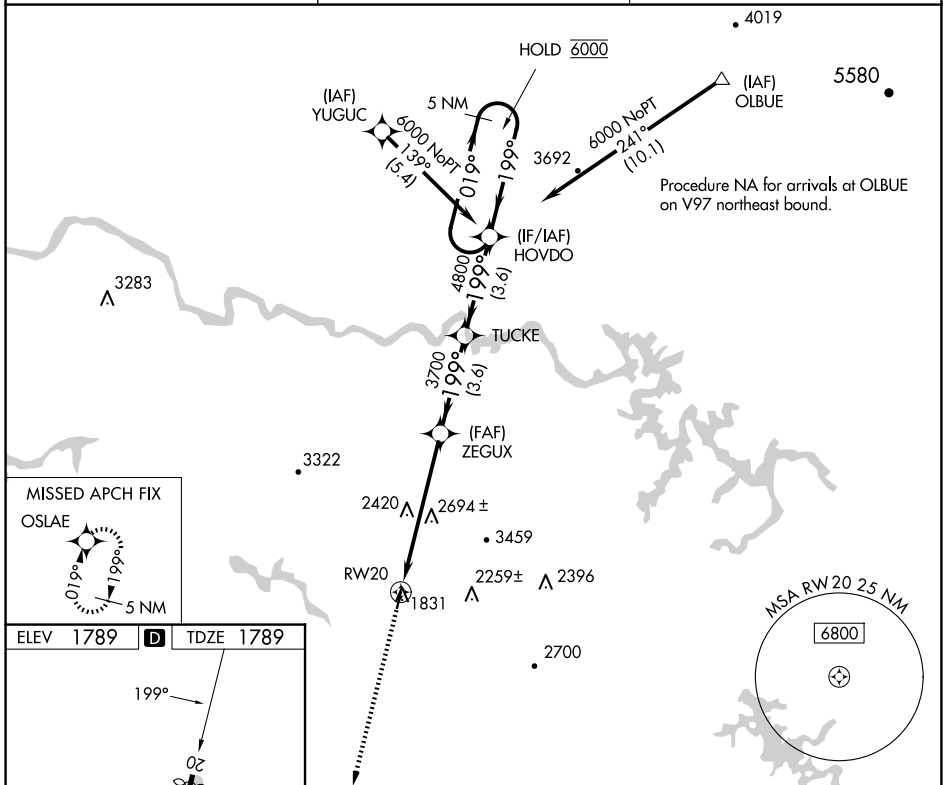 4019
HOLD 6000
(IAF)
OLBUE
5580
(IAF)
YUGUC
5 NM
6000 NoPT
139°
(5.4)
019°
199°
6000 NoPT
241°
(10.1)
3692
Procedure NA for arrivals at OLBUE
on V97 northeast bound.
(IF/IAF)
HOVDO
4800
199°
(3.6)
3283
TUCKE
3700
199°
(3.6)
(FAF)
ZEGUX
3322
MISSED APCH FIX
OSLAE
019°
199°
5 NM
2420
2694 ±
3459
RW20
1831
2259±
2396
MSA RW20 25 NM
6800
2700
ELEV 1789 D TDZE 1789
199°
20